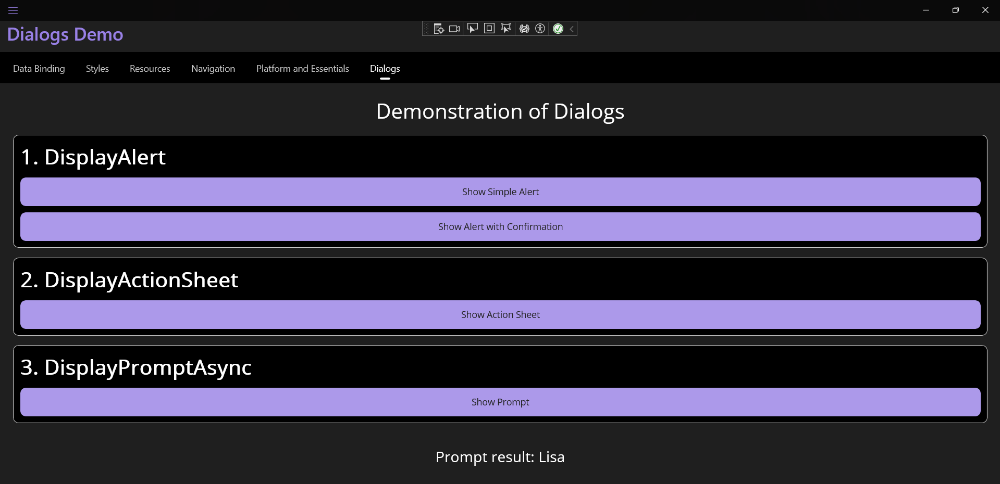 Dialogs Demo
Data Binding Styles Resources Navigation Platform and Essentials Dialogs
Demonstration of Dialogs
1. DisplayAlert
Show Simple Alert
Show Alert with Confirmation
2. DisplayActionSheet
Show Action Sheet
3. DisplayPromptAsync
Show Prompt
Prompt result: Lisa